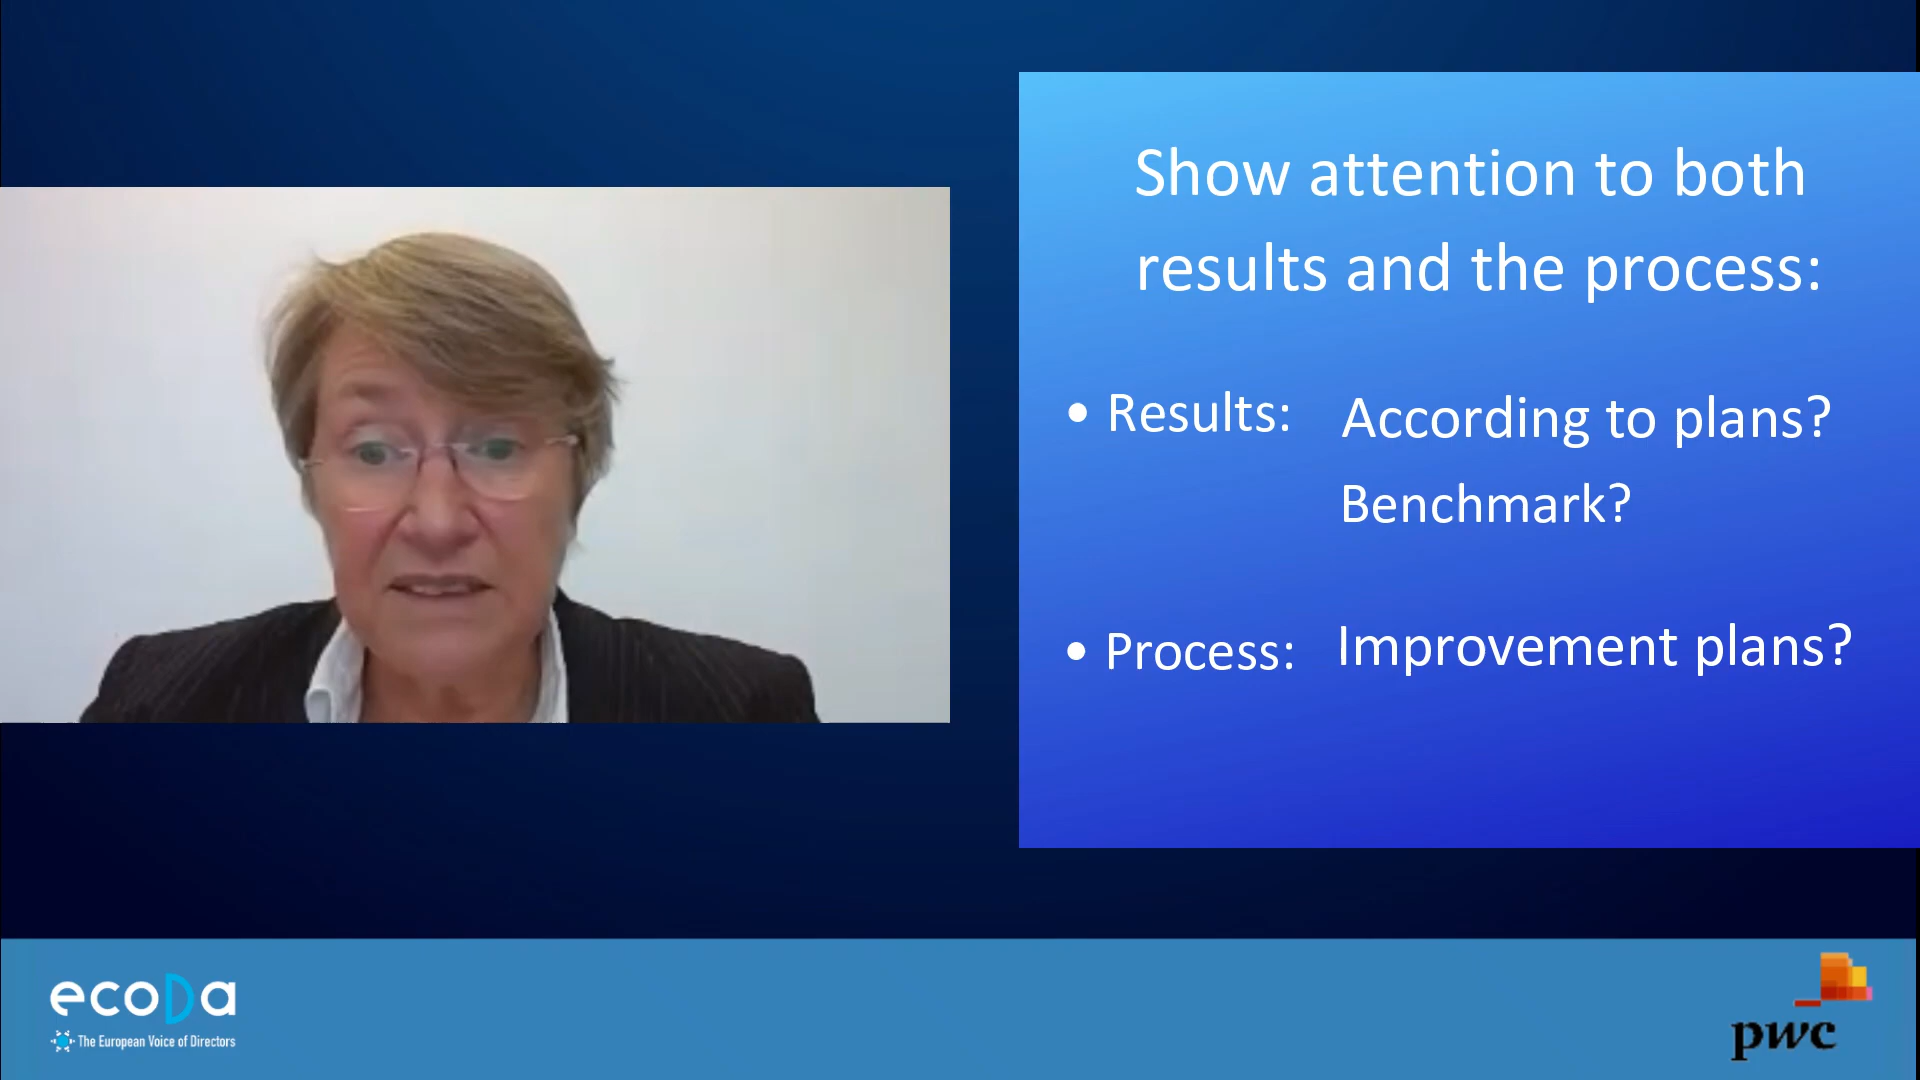 Show attention to both
results and the process:
• Results: According to plans?
Benchmark?
• Process: Improvement plans?
ecoDa
The European Voice of Directors
pwc